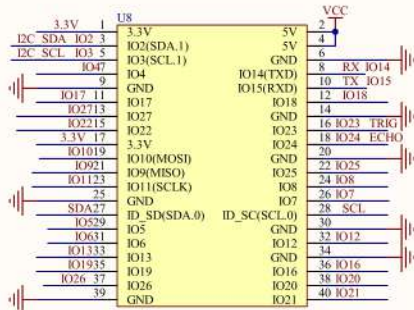 U8
VCC
3.3V 1 3.3V 5V 2
I2C_SDA IO2 3 IO2(SDA.1) 5V 4
I2C_SCL IO3 5 IO3(SCL.1) GND 6
IO4 7 IO4 IO14(TXD) 8 RX IO14
9 GND IO15(RXD) 10 TX IO15
IO17 11 IO17 IO18 12 IO18
IO27 13 IO27 GND 14
IO22 15 IO22 IO23 16 IO23 TRIG
3.3V 17 3.3V IO24 18 IO24 ECHO
IO10 19 IO10(MOSI) GND 20
IO9 21 IO9(MISO) IO25 22 IO25
IO11 23 IO11(SCLK) IO8 24 IO8
25 GND IO7 26 IO7
SDA 27 ID_SD(SDA.0) ID_SC(SCL.0) 28 SCL
IO5 29 IO5 GND 30
IO6 31 IO6 IO12 32 IO12
IO13 33 IO13 GND 34
IO19 35 IO19 IO16 36 IO16
IO26 37 IO26 IO20 38 IO20
39 GND IO21 40 IO21